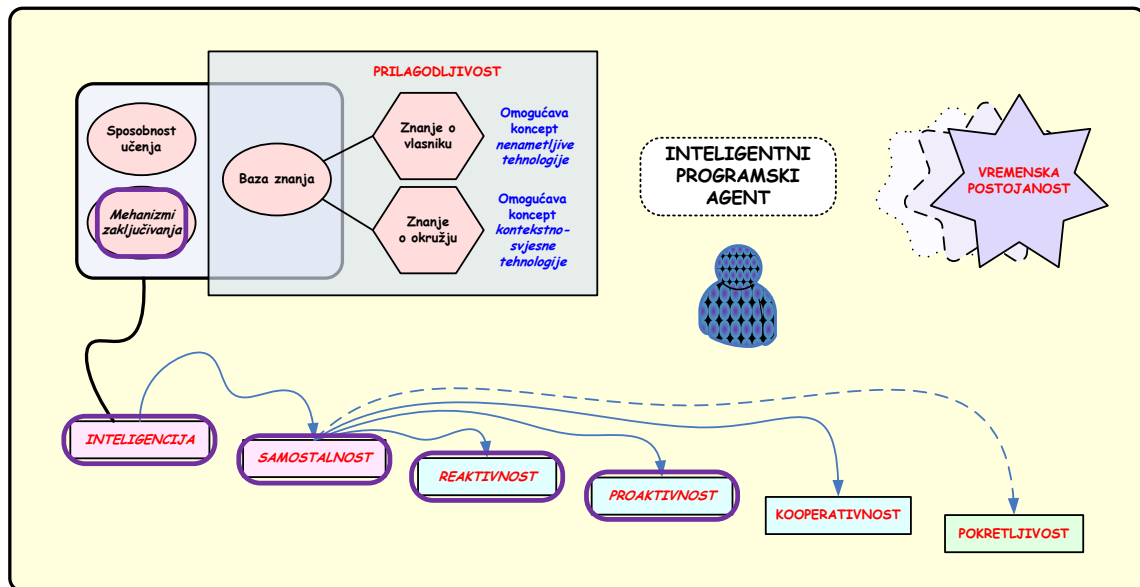 PRILAGODLJIVOST
Sposobnost
učenja
Mehanizmi
zaključivanja
Baza znanja
Znanje o
vlasniku
Znanje
o okružju
Omogućava
koncept
nenametljive
tehnologije
Omogućava
koncept
kontekstno-
svjesne
tehnologije
INTELIGENTNI
PROGRAMSKI
AGENT
VREMENSKA
POSTOJANOST
INTELIGENCIJA
SAMOSTALNOST
REAKTIVNOST
PROAKTIVNOST
KOOPERATIVNOST
POKRETLJIVOST